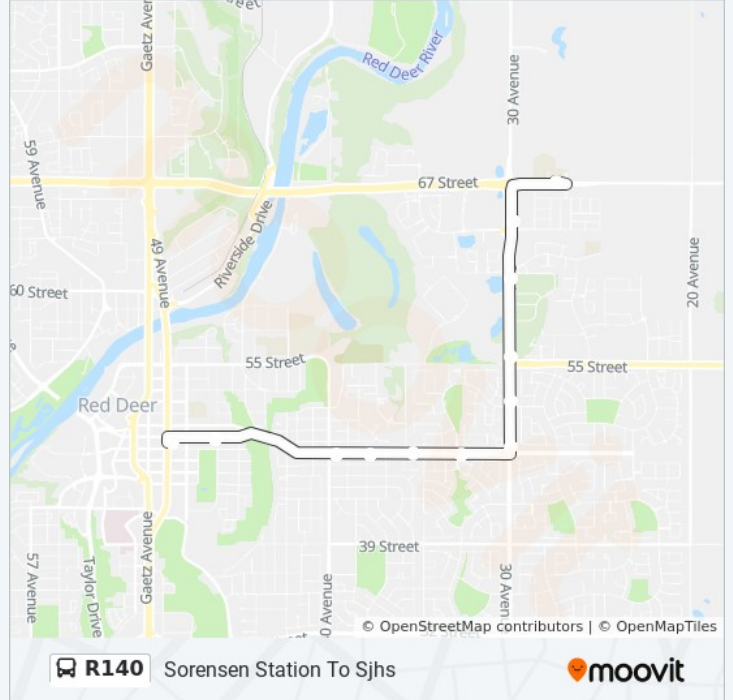 Gaetz Avenue
Red Deer River
30 Avenue
59 Avenue
67 Street
49 Avenue
Riverside Drive
20 Avenue
60 Street
55 Street
55 Street
Red Deer
39 Street
57 Avenue
Taylor Drive
Gaetz Avenue
0 Avenue
30 Avenu
© OpenStreetMap contributors | © OpenMapTiles
R140 Sorensen Station To Sjhs
moovit